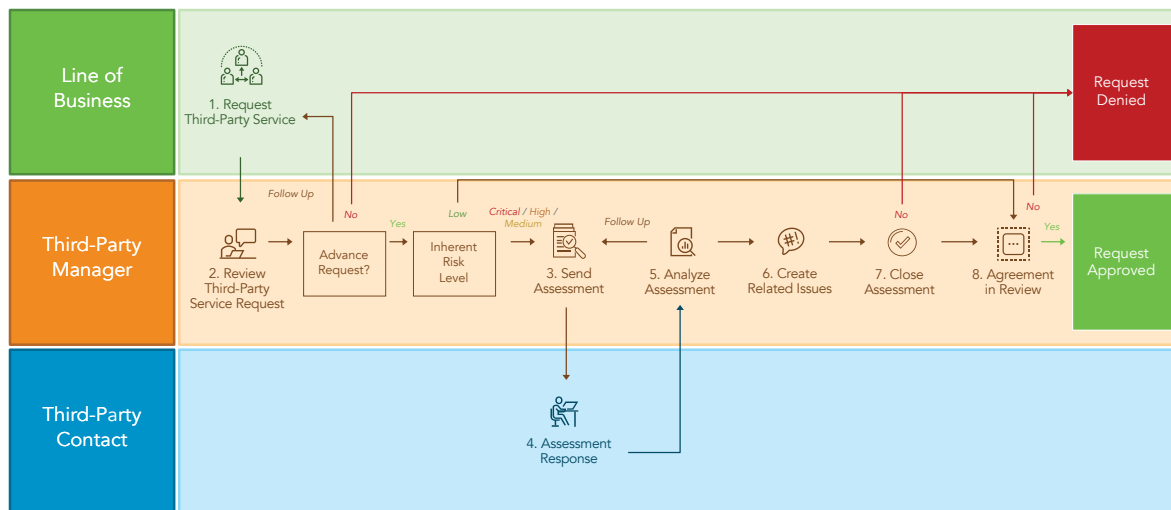 Line of
Business
1. Request
Third-Party Service
Request
Denied
Third-Party
Manager
Follow Up
No
Yes
Low
Critical / High /
Medium
Follow Up
No
No
Yes
2. Review
Third-Party
Service Request
Advance
Request?
Inherent
Risk
Level
3. Send
Assessment
5. Analyze
Assessment
#!
6. Create
Related Issues
7. Close
Assessment
8. Agreement
in Review
Request
Approved
Third-Party
Contact
4. Assessment
Response